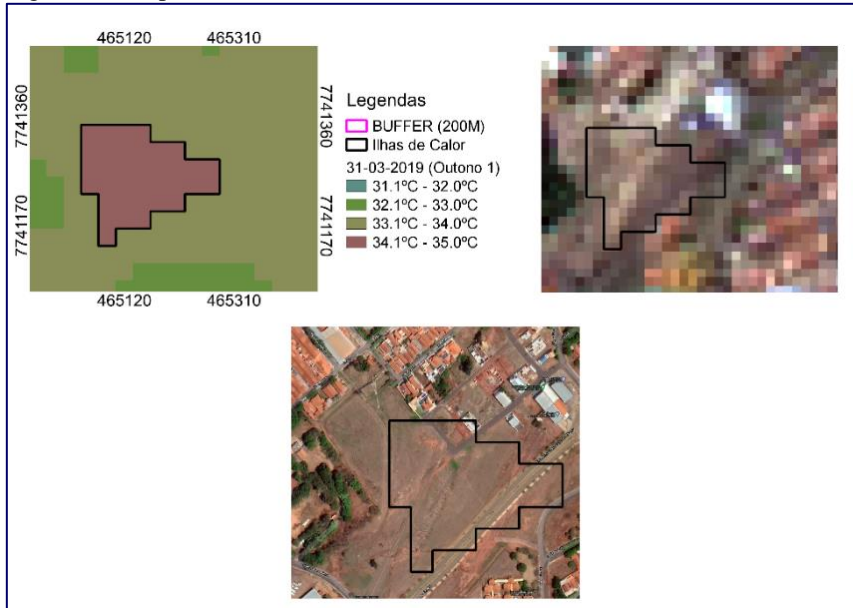 465120 465310
7741360
7741170
7741360
7741170
465120 465310
Legendas
BUFFER (200M)
Ilhas de Calor
31-03-2019 (Outono 1)
31.1ºC - 32.0ºC
32.1ºC - 33.0ºC
33.1ºC - 34.0ºC
34.1ºC - 35.0ºC